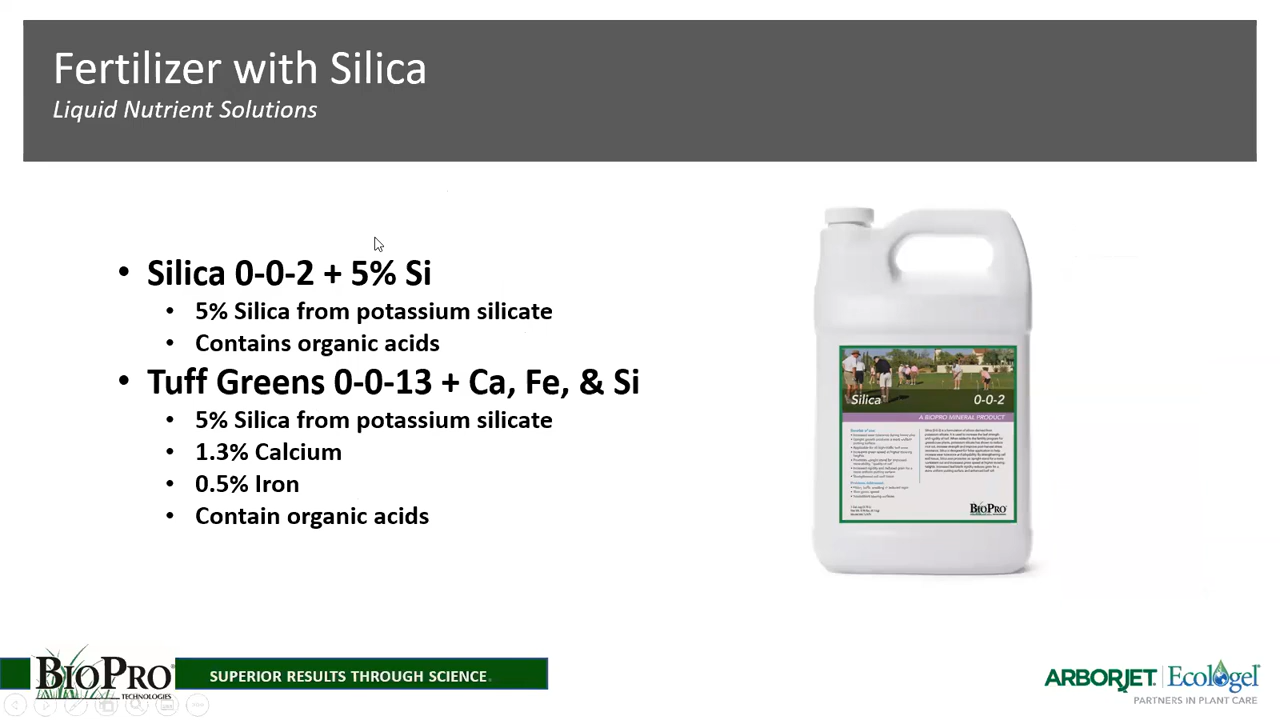 Fertilizer with Silica
Liquid Nutrient Solutions
• Silica 0-0-2 + 5% Si
• 5% Silica from potassium silicate
• Contains organic acids
• Tuff Greens 0-0-13 + Ca, Fe, & Si
• 5% Silica from potassium silicate
• 1.3% Calcium
• 0.5% Iron
• Contain organic acids
Silica 0-0-2
A BIOPRO MINERAL PRODUCT
BIOPRO
BIOPRO
TECHNOLOGIES
SUPERIOR RESULTS THROUGH SCIENCE
ARBORJET Ecologel
PARTNERS IN PLANT CARE